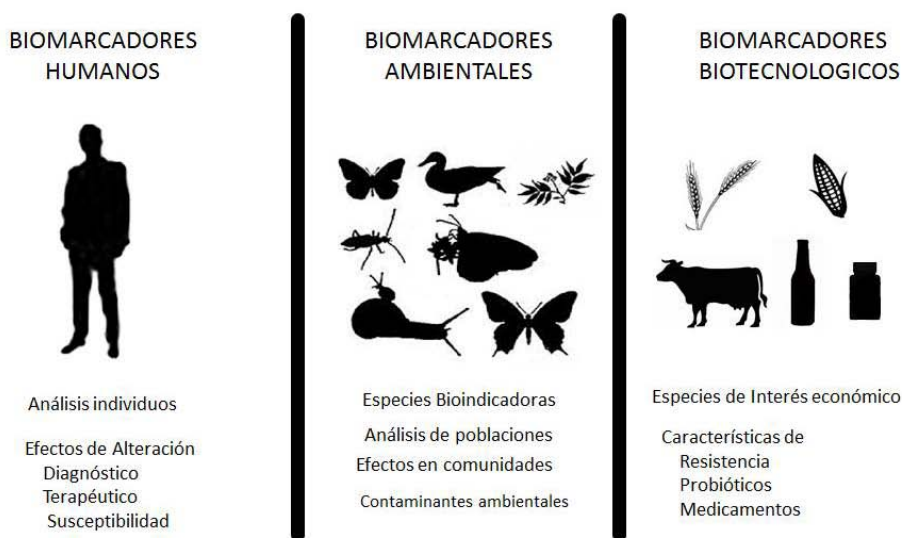 BIOMARCADORES
HUMANOS
Análisis individuos
Efectos de Alteración
Diagnóstico
Terapéutico
Susceptibilidad
BIOMARCADORES
AMBIENTALES
Especies Bioindicadoras
Análisis de poblaciones
Efectos en comunidades
Contaminantes ambientales
BIOMARCADORES
BIOTECNOLOGICOS
Especies de Interés económico
Características de
Resistencia
Probióticos
Medicamentos